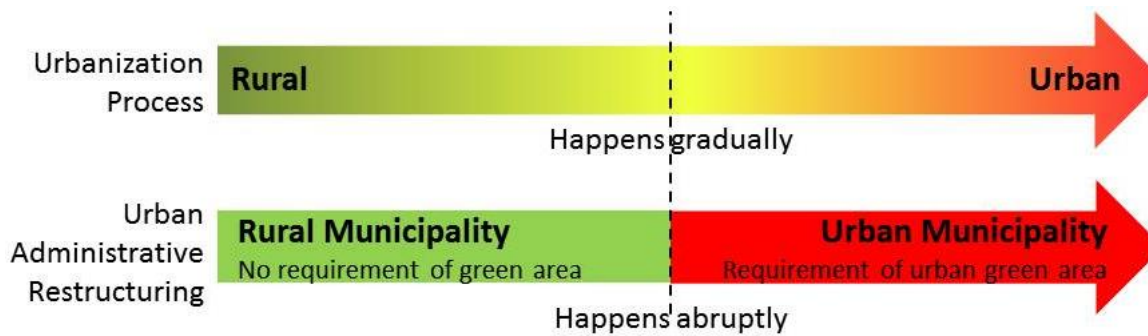 Urbanization
Process
Rural
Urban
Happens gradually
Urban
Administrative
Restructuring
Rural Municipality
No requirement of green area
Urban Municipality
Requirement of urban green area
Happens abruptly